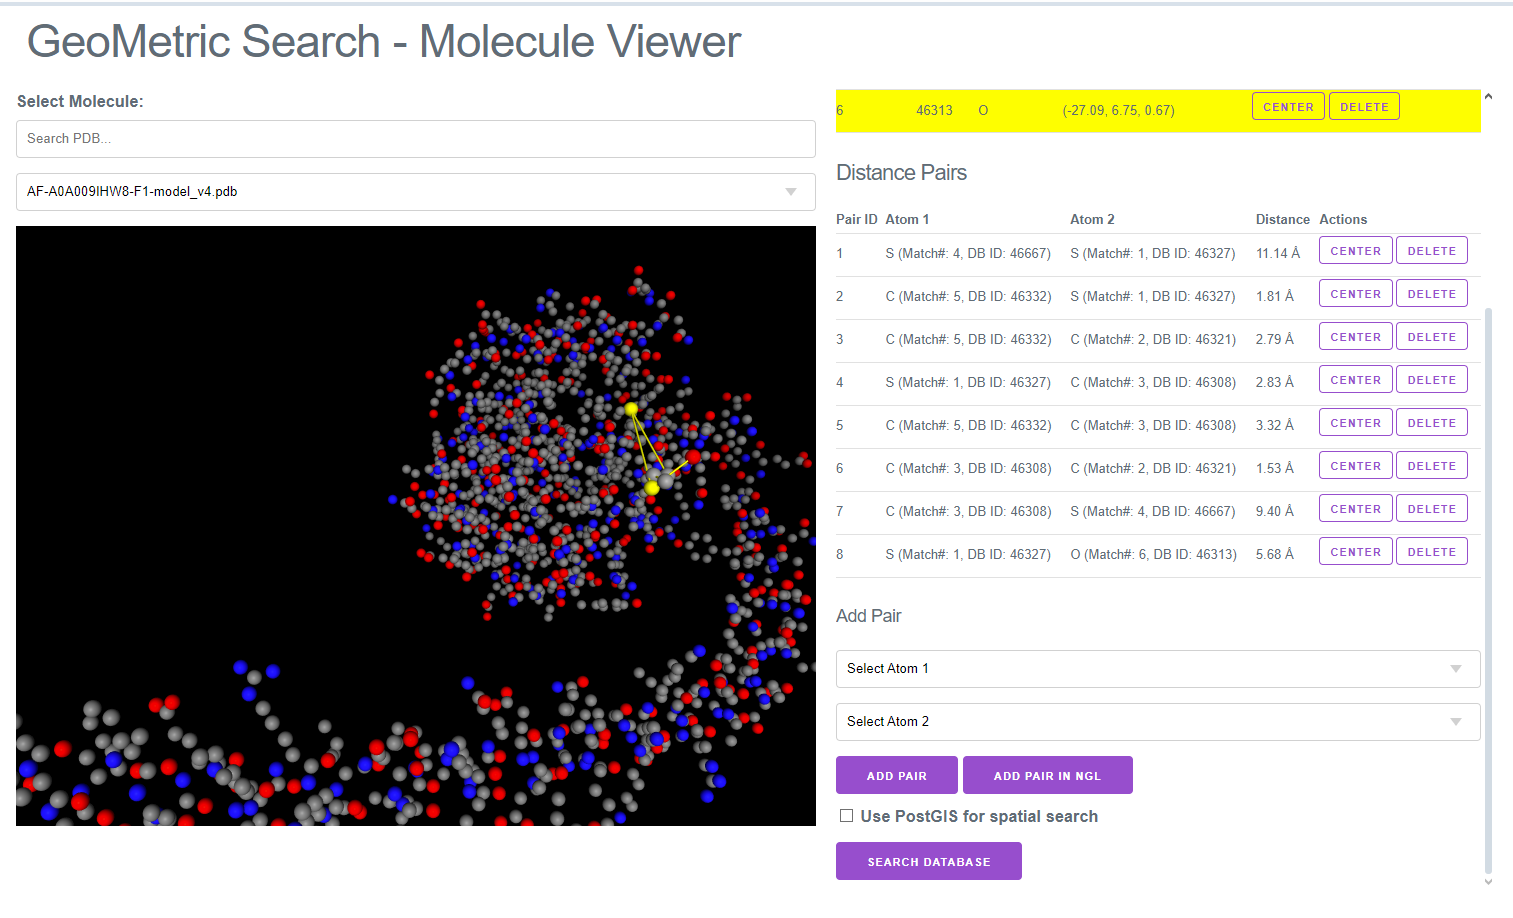 GeoMetric Search - Molecule Viewer
Select Molecule:
Search PDB...
AF-A0A009IHW8-F1-model_v4.pdb
6 46313 O (-27.09, 6.75, 0.67) CENTER DELETE
Distance Pairs
Pair ID Atom 1 Atom 2 Distance Actions
1 S (Match#: 4, DB ID: 46667) S (Match#: 1, DB ID: 46327) 11.14 Å CENTER DELETE
2 C (Match#: 5, DB ID: 46332) S (Match#: 1, DB ID: 46327) 1.81 Å CENTER DELETE
3 C (Match#: 5, DB ID: 46332) C (Match#: 2, DB ID: 46321) 2.79 Å CENTER DELETE
4 S (Match#: 1, DB ID: 46327) C (Match#: 3, DB ID: 46308) 2.83 Å CENTER DELETE
5 C (Match#: 5, DB ID: 46332) C (Match#: 3, DB ID: 46308) 3.32 Å CENTER DELETE
6 C (Match#: 3, DB ID: 46308) C (Match#: 2, DB ID: 46321) 1.53 Å CENTER DELETE
7 C (Match#: 3, DB ID: 46308) S (Match#: 4, DB ID: 46667) 9.40 Å CENTER DELETE
8 S (Match#: 1, DB ID: 46327) O (Match#: 6, DB ID: 46313) 5.68 Å CENTER DELETE
Add Pair
Select Atom 1
Select Atom 2
ADD PAIR ADD PAIR IN NGL
Use PostGIS for spatial search
SEARCH DATABASE